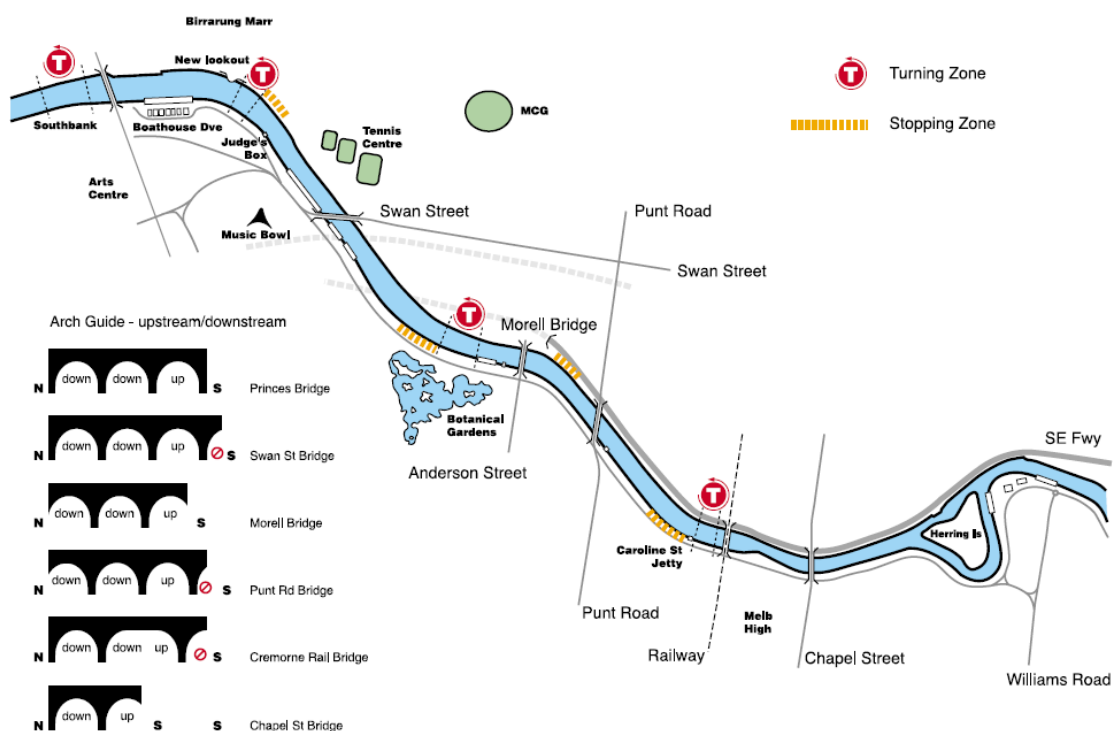 Birrarung Marr
T
New lookout
T
Southbank
Boathouse Dve
Judge's
Box
Tennis
Centre
MCG
T
Turning Zone
Stopping Zone
Arts
Centre
Music Bowl
Swan Street
Punt Road
Swan Street
T
Morell Bridge
Botanical
Gardens
Anderson Street
SE Fwy
T
Caroline St
Jetty
Herring Is
Punt Road
Melb
High
Railway
Chapel Street
Williams Road
Arch Guide - upstream/downstream
N down down up S Princes Bridge
N down down up S Swan St Bridge
N down down up S Morell Bridge
N down down up S Punt Rd Bridge
N down down up S Cremorne Rail Bridge
N down up S S Chapel St Bridge